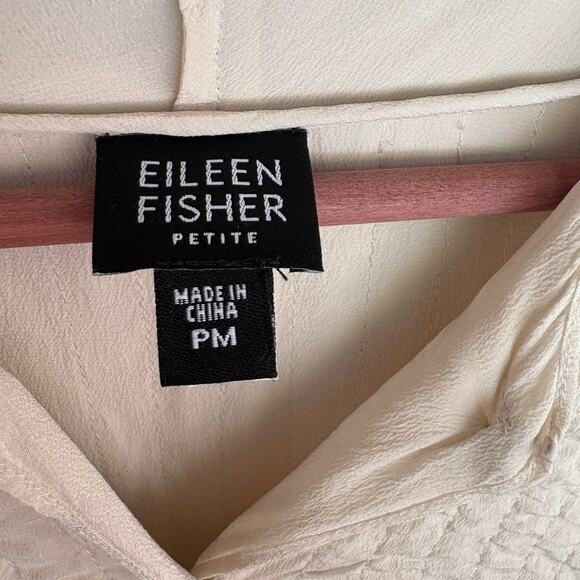 EILEEN
FISHER
PETITE
MADE IN
CHINA
PM